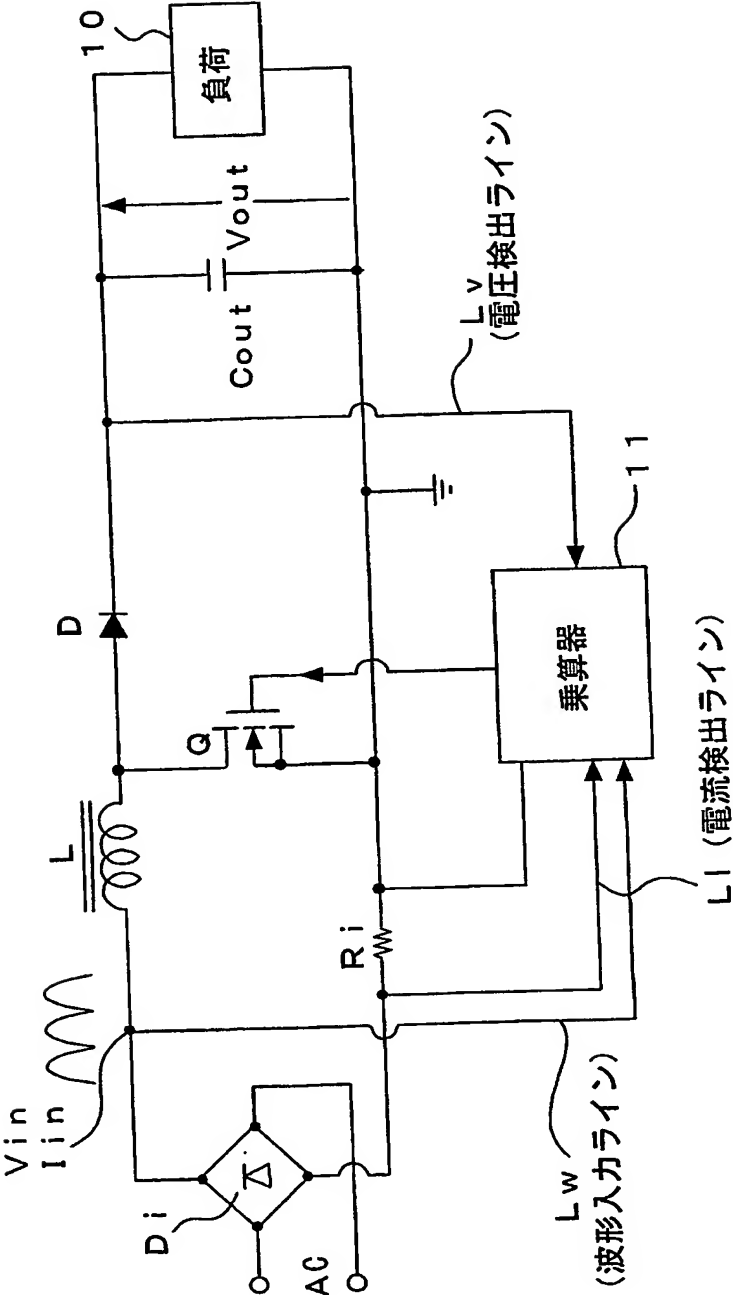 Vin
Iin
L
D
10
負荷
Q
Cout
Vout
Di
AC
Ri
Lv
(電圧検出ライン)
乗算器
11
LI(電流検出ライン)
Lw
(波形入力ライン)